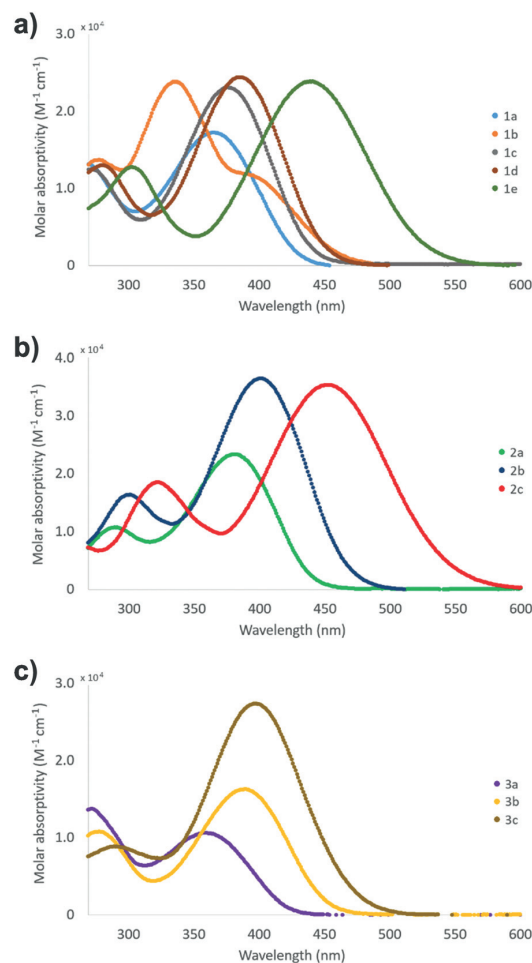 a)
x 10⁴
3.0
2.0
1.0
0
Molar absorptivity (M⁻¹ cm⁻¹)
300 350 400 450 500 550 600
Wavelength (nm)
1a
1b
1c
1d
1e
b)
x 10⁴
4.0
3.0
2.0
1.0
0
Molar absorptivity (M⁻¹ cm⁻¹)
300 350 400 450 500 550 600
Wavelength (nm)
2a
2b
2c
c)
x 10⁴
3.0
2.0
1.0
0
Molar absorptivity (M⁻¹ cm⁻¹)
300 350 400 450 500 550 600
Wavelength (nm)
3a
3b
3c